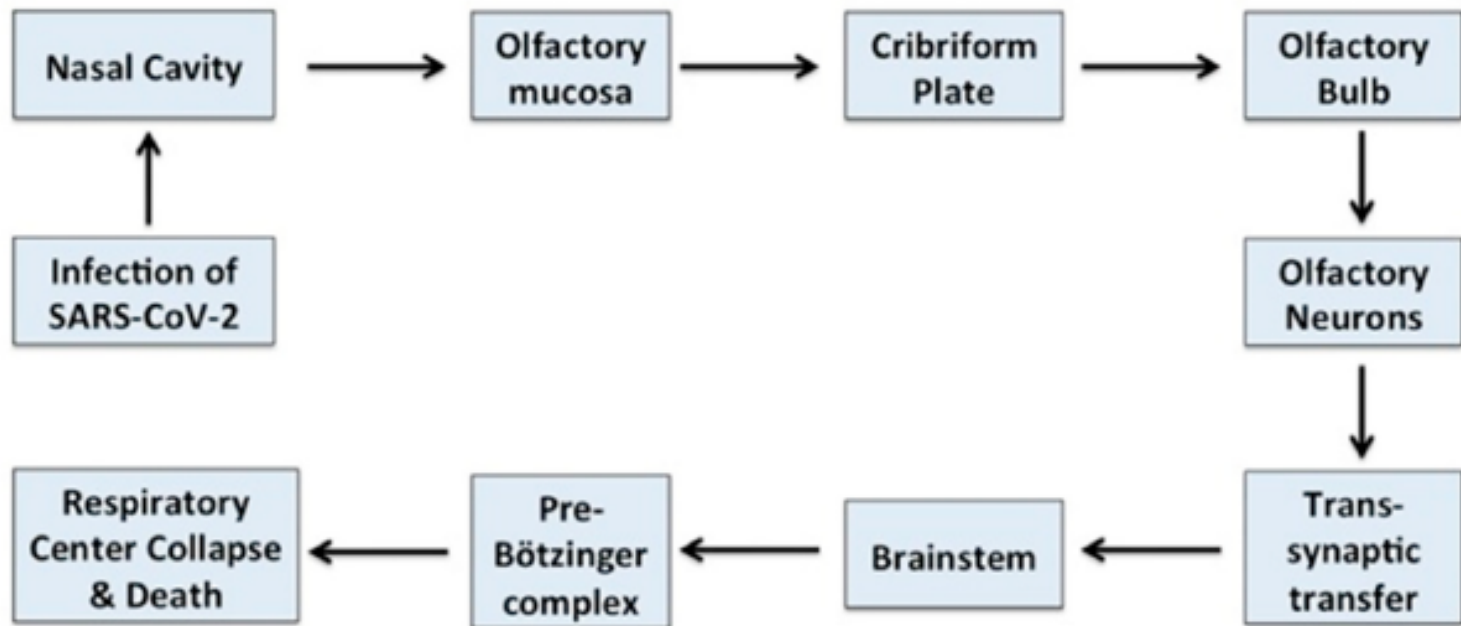 Nasal Cavity
Olfactory
mucosa
Cribriform
Plate
Olfactory
Bulb
Infection of
SARS-CoV-2
Olfactory
Neurons
Respiratory
Center Collapse
& Death
Pre-
Bötzinger
complex
Brainstem
Trans-
synaptic
transfer